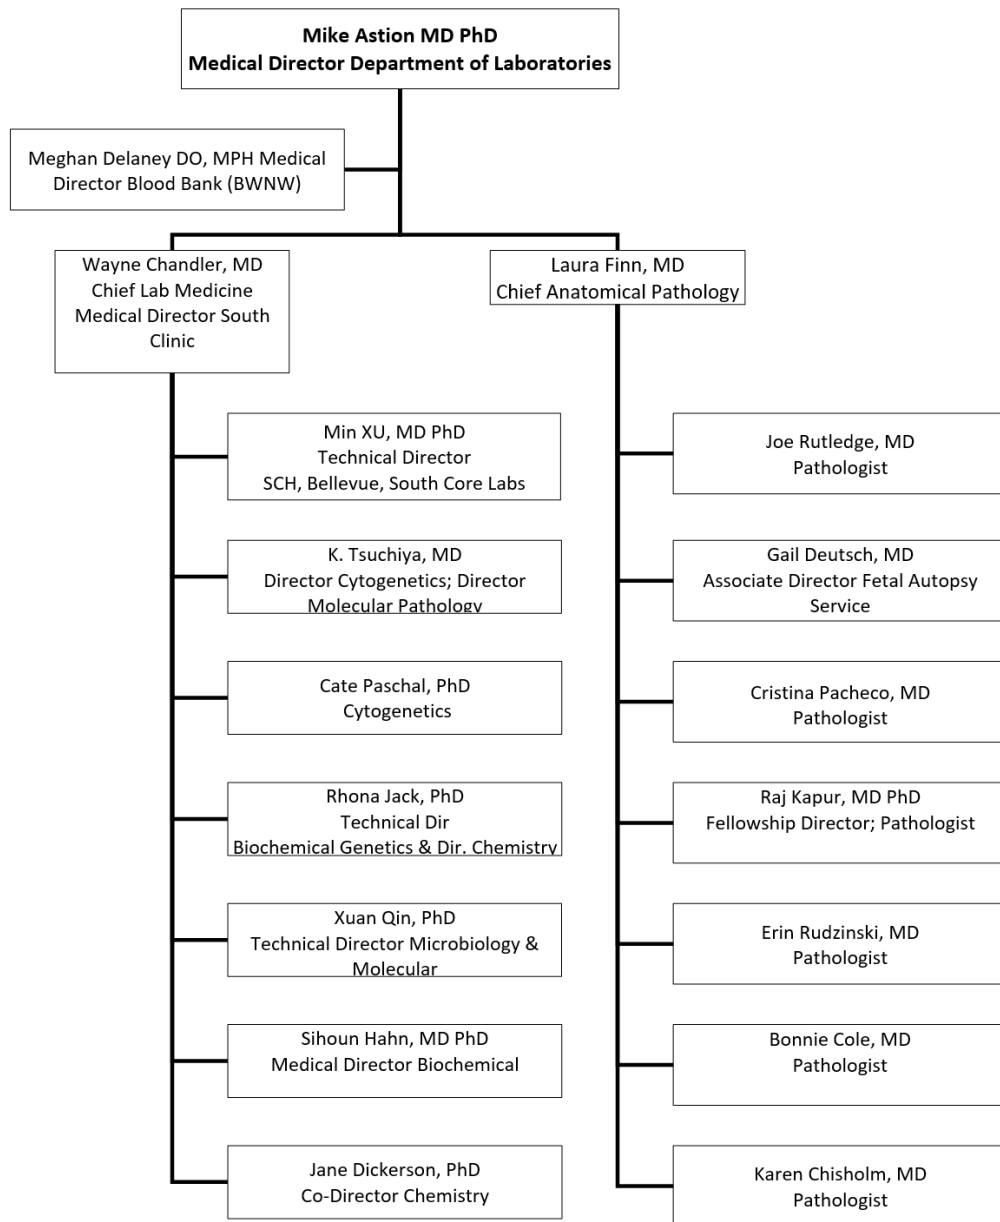 Mike Astion MD PhD
Medical Director Department of Laboratories
Meghan Delaney DO, MPH Medical
Director Blood Bank (BWNW)
Wayne Chandler, MD
Chief Lab Medicine
Medical Director South
Clinic
Laura Finn, MD
Chief Anatomical Pathology
Min XU, MD PhD
Technical Director
SCH, Bellevue, South Core Labs
K. Tsuchiya, MD
Director Cytogenetics; Director
Molecular Pathology
Cate Paschal, PhD
Cytogenetics
Rhona Jack, PhD
Technical Dir
Biochemical Genetics & Dir. Chemistry
Xuan Qin, PhD
Technical Director Microbiology &
Molecular
Sihoun Hahn, MD PhD
Medical Director Biochemical
Jane Dickerson, PhD
Co-Director Chemistry
Joe Rutledge, MD
Pathologist
Gail Deutsch, MD
Associate Director Fetal Autopsy
Service
Cristina Pacheco, MD
Pathologist
Raj Kapur, MD PhD
Fellowship Director; Pathologist
Erin Rudzinski, MD
Pathologist
Bonnie Cole, MD
Pathologist
Karen Chisholm, MD
Pathologist